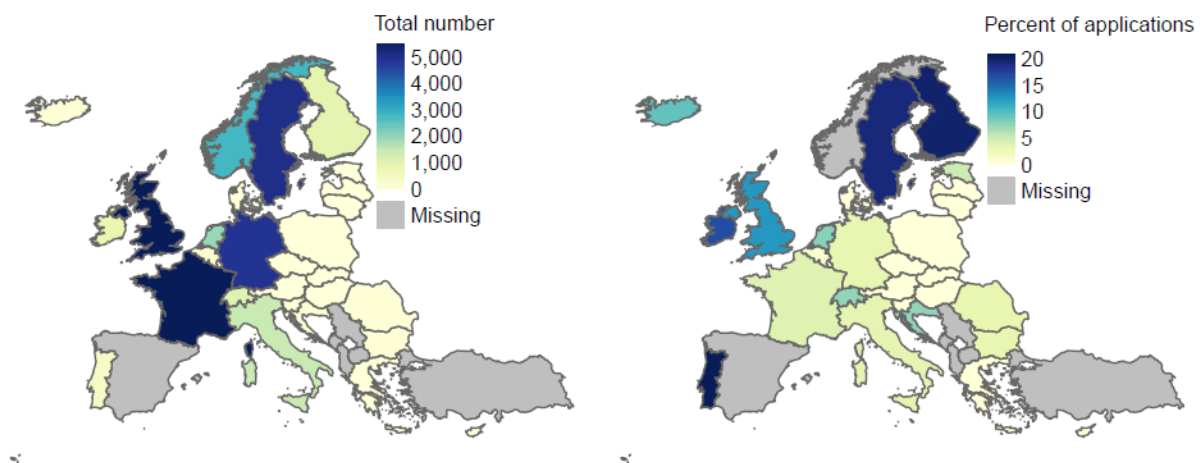 Total number
5,000
4,000
3,000
2,000
1,000
0
Missing
Percent of applications
20
15
10
5
0
Missing